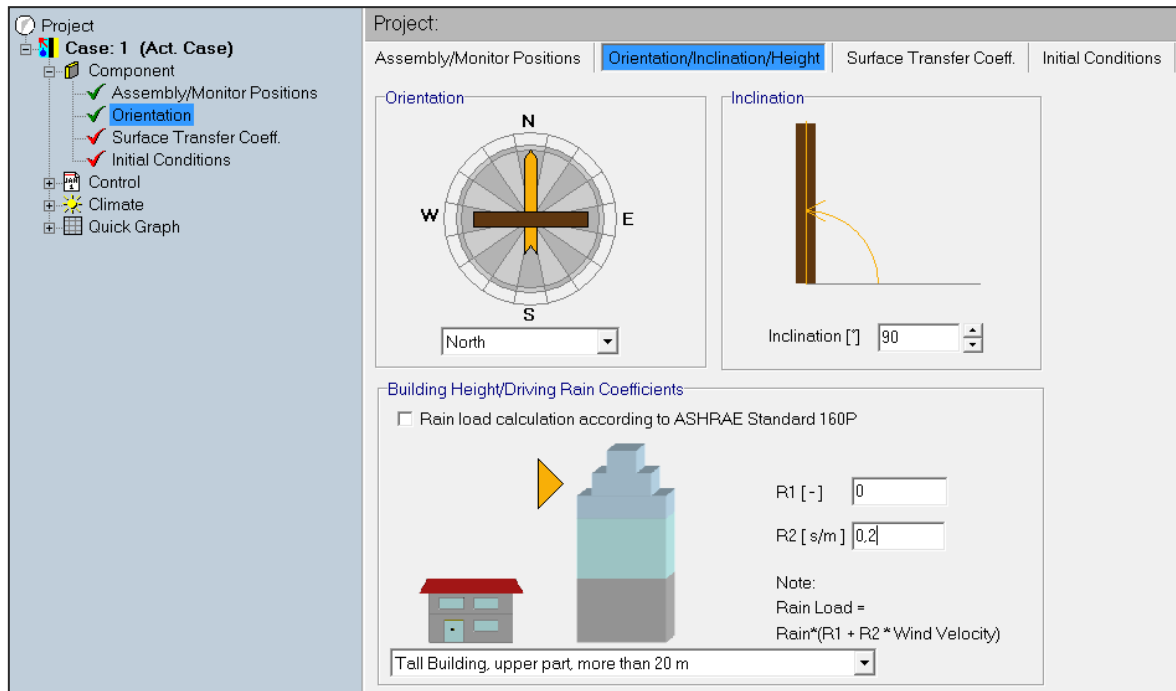 Project
Case: 1 (Act. Case)
Component
Assembly/Monitor Positions
Orientation
Surface Transfer Coeff.
Initial Conditions
Control
Climate
Quick Graph
Project:
Assembly/Monitor Positions Orientation/Inclination/Height Surface Transfer Coeff. Initial Conditions
Orientation
N
W E
S
North
Inclination
Inclination [°] 90
Building Height/Driving Rain Coefficients
Rain load calculation according to ASHRAE Standard 160P
R1 [ - ] 0
R2 [ s/m ] 0,2
Note:
Rain Load =
Rain*(R1 + R2 * Wind Velocity)
Tall Building, upper part, more than 20 m